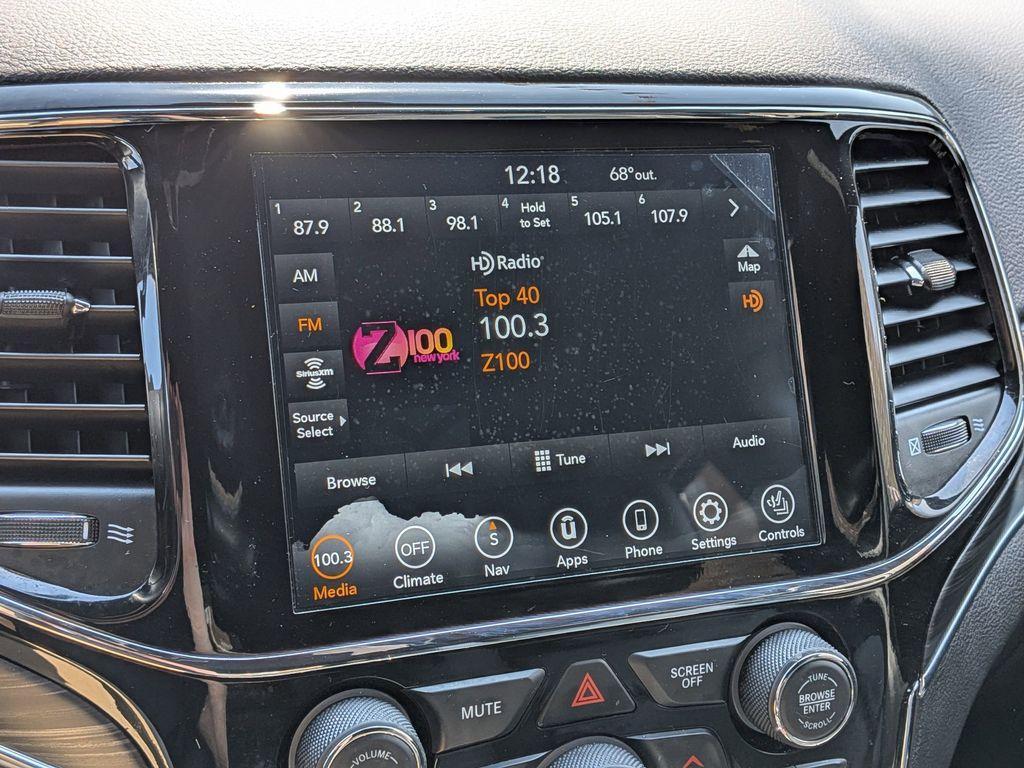 12:18 68°out.
1 87.9 2 88.1 3 98.1 4 Hold to Set 5 105.1 6 107.9
HD Radio
Map
AM
Top 40
HD
FM
Z100 new york
100.3
Z100
SiriusXM
Source
Select
Browse Tune Audio
100.3 OFF S
Media Climate Nav Apps Phone Settings Controls
MUTE
SCREEN
OFF
TUNE
BROWSE
ENTER
SCROLL
VOLUME